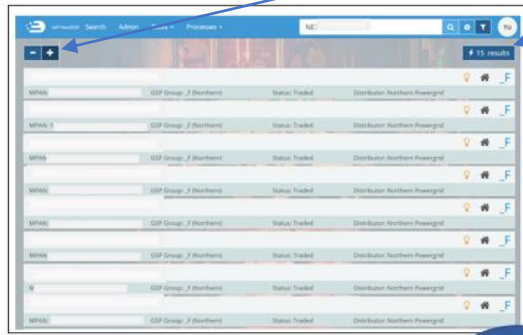 Search Admin Tools Processes NE TU
15 results
_F
MPAN: GSP Group: _F (Northern) Status: Traded Distributor: Northern Powergrid
_F
MPAN: GSP Group: _F (Northern) Status: Traded Distributor: Northern Powergrid
_F
MPAN GSP Group: _F (Northern) Status: Traded Distributor: Northern Powergrid
_F
MPAN: GSP Group: _F (Northern) Status: Traded Distributor: Northern Powergrid
_F
MPAN: GSP Group: _F (Northern) Status: Traded Distributor: Northern Powergrid
_F
MPAN: GSP Group: _F (Northern) Status: Traded Distributor: Northern Powergrid
_F
M GSP Group: _F (Northern) Status: Traded Distributor: Northern Powergrid
_F
MPAN: GSP Group: _F (Northern) Status: Traded Distributor: Northern Powergrid